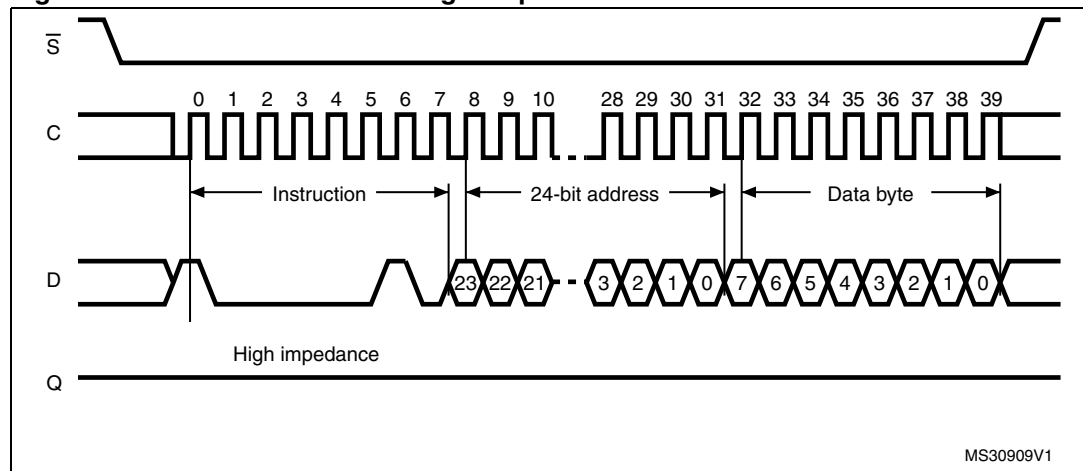 S
0 1 2 3 4 5 6 7 8 9 10 28 29 30 31 32 33 34 35 36 37 38 39
C
Instruction 24-bit address Data byte
D
23 22 21 3 2 1 0 7 6 5 4 3 2 1 0
High impedance
Q
MS30909V1